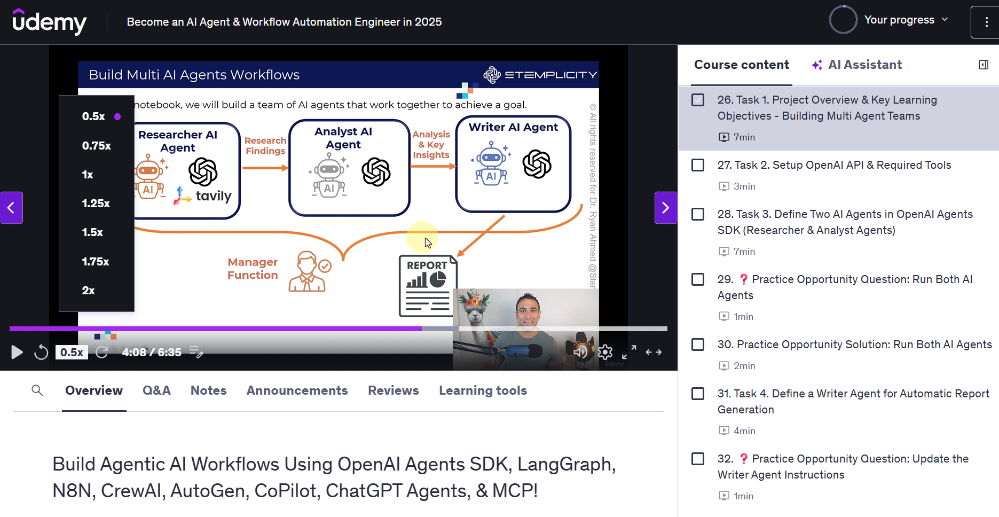 udemy
Become an AI Agent & Workflow Automation Engineer in 2025
Your progress
Build Multi AI Agents Workflows
STEMPLICITY
notebook, we will build a team of AI agents that work together to achieve a goal.
Researcher AI
Agent
AI
tavily
Research
Findings
Analyst AI
Agent
AI
Analysis
& Key
Insights
Writer AI Agent
AI
Manager
Function
REPORT
© All rights reserved for Dr. Ryan Ahmed @Ster
0.5x
0.75x
1x
1.25x
1.5x
1.75x
2x
0.5x
4:08 / 6:35
udemy
Overview
Q&A
Notes
Announcements
Reviews
Learning tools
Build Agentic AI Workflows Using OpenAI Agents SDK, LangGraph,
N8N, CrewAI, AutoGen, CoPilot, ChatGPT Agents, & MCP!
Course content
AI Assistant
26. Task 1. Project Overview & Key Learning
Objectives - Building Multi Agent Teams
7min
27. Task 2. Setup OpenAI API & Required Tools
3min
28. Task 3. Define Two AI Agents in OpenAI Agents
SDK (Researcher & Analyst Agents)
7min
29. ❓ Practice Opportunity Question: Run Both AI
Agents
1min
30. Practice Opportunity Solution: Run Both AI Agents
2min
31. Task 4. Define a Writer Agent for Automatic Report
Generation
4min
32. ❓ Practice Opportunity Question: Update the
Writer Agent Instructions
1min